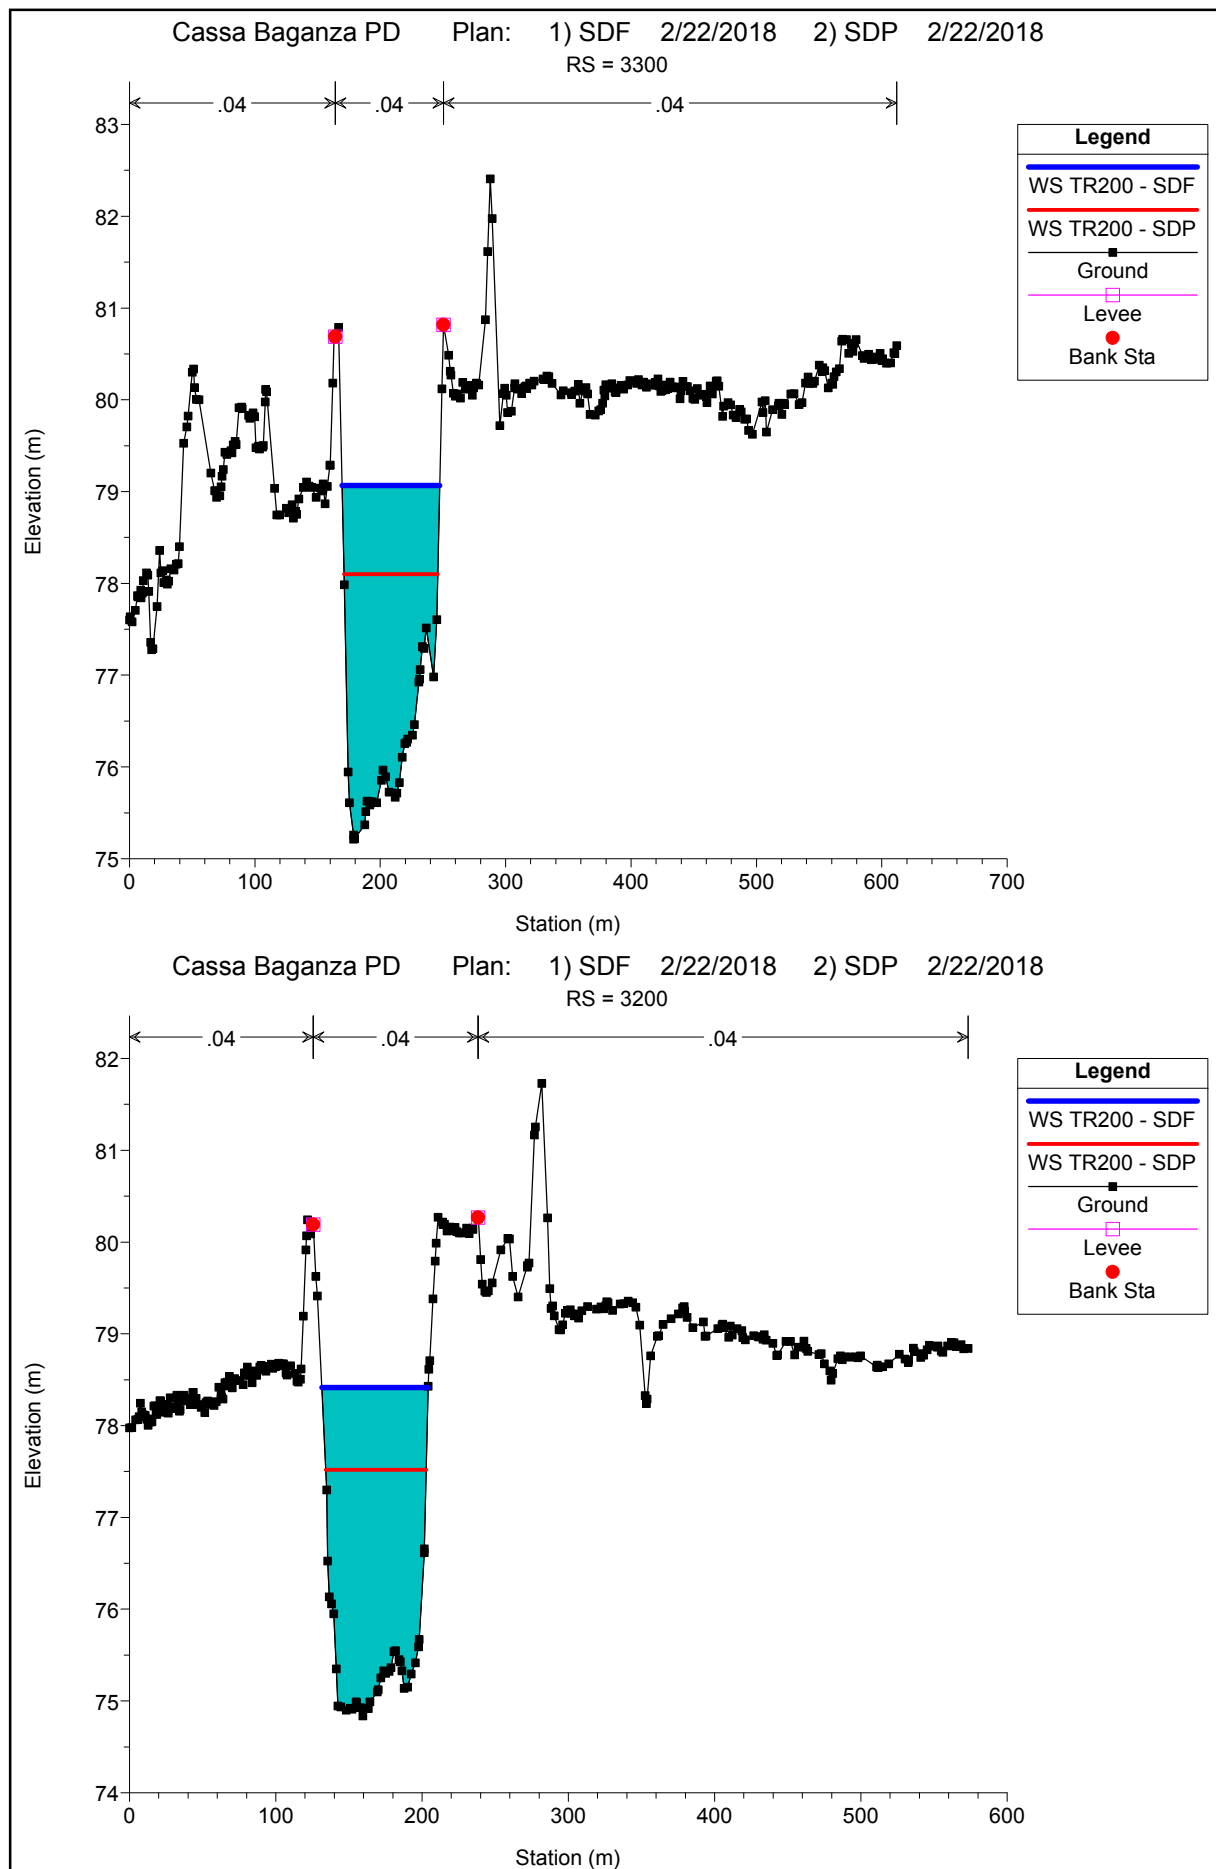 Cassa Baganza PD Plan: 1) SDF 2/22/2018 2) SDP 2/22/2018
RS = 3300
.04 .04 .04
83
82
81
80
79
78
77
76
75
Elevation (m)
0 100 200 300 400 500 600 700
Station (m)
Legend
WS TR200 - SDF
WS TR200 - SDP
Ground
Levee
Bank Sta
Cassa Baganza PD Plan: 1) SDF 2/22/2018 2) SDP 2/22/2018
RS = 3200
.04 .04 .04
82
81
80
79
78
77
76
75
74
Elevation (m)
0 100 200 300 400 500 600
Station (m)
Legend
WS TR200 - SDF
WS TR200 - SDP
Ground
Levee
Bank Sta